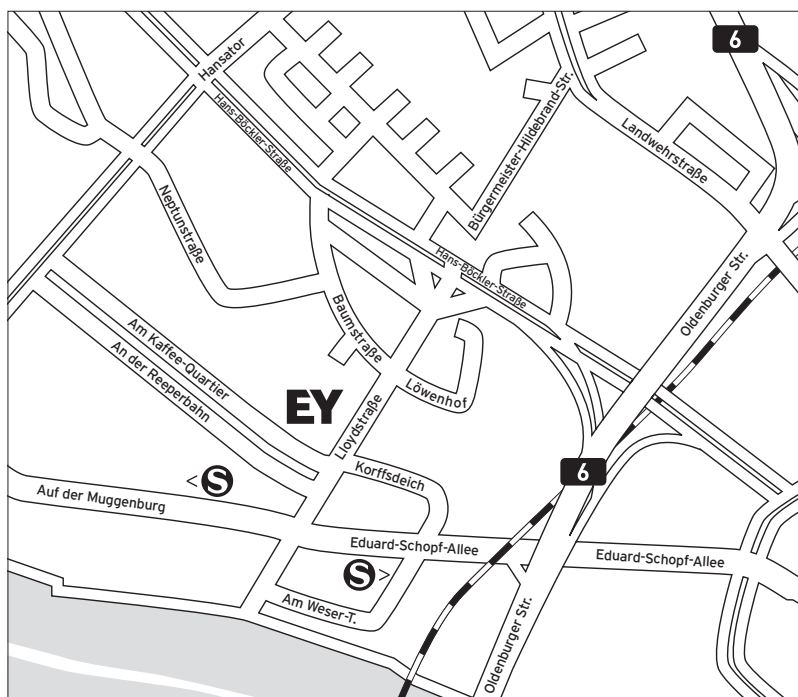 6
Hansator
Hans-Böckler-Straße
Bürgermeister-Hildebrand-Str.
Landwehrstraße
Neptunstraße
Hans-Böckler-Straße
Oldenburger Str.
Baumstraße
Am Kaffee-Quartier
An der Reeperbahn
EY
Löwenhof
Lloydstraße
Korffsdeich
6
< S
Auf der Muggenburg
Eduard-Schopf-Allee
Eduard-Schopf-Allee
S >
Am Weser-T.
Oldenburger Str.